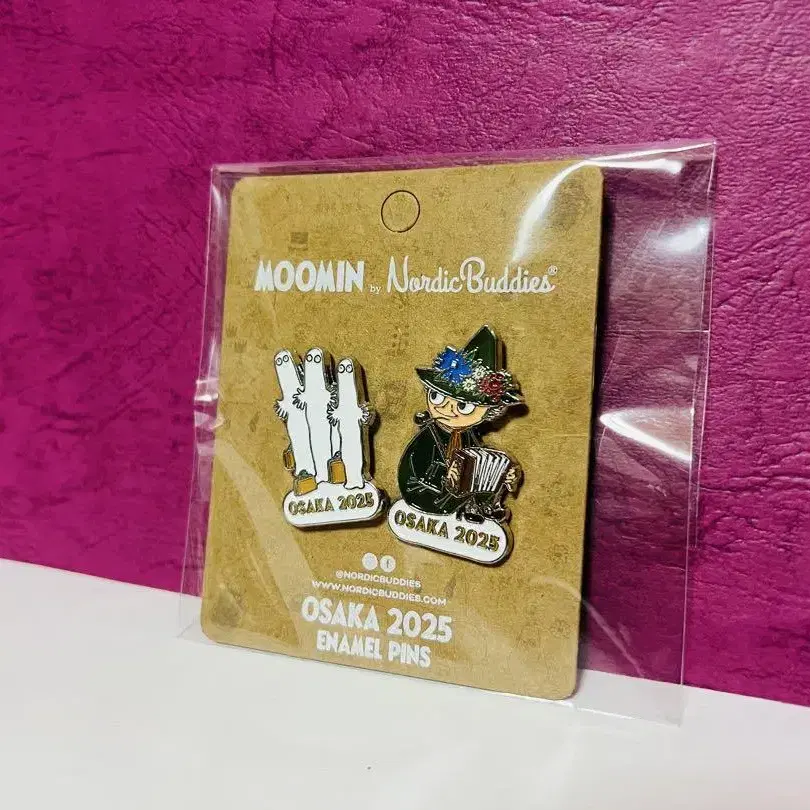 MOOMIN by NordicBuddies®
OSAKA 2025
OSAKA 2025
@NORDICBUDDIES
WWW.NORDICBUDDIES.COM
OSAKA 2025
ENAMEL PINS